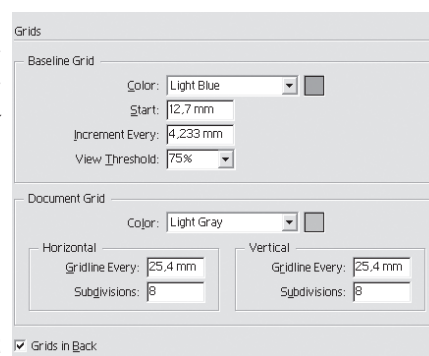 Grids
Baseline Grid
Color: Light Blue
Start: 12,7 mm
Increment Every: 4,233 mm
View Threshold: 75%
Document Grid
Color: Light Gray
Horizontal
Gridline Every: 25,4 mm
Subdivisions: 8
Vertical
Gridline Every: 25,4 mm
Subdivisions: 8
Grids in Back